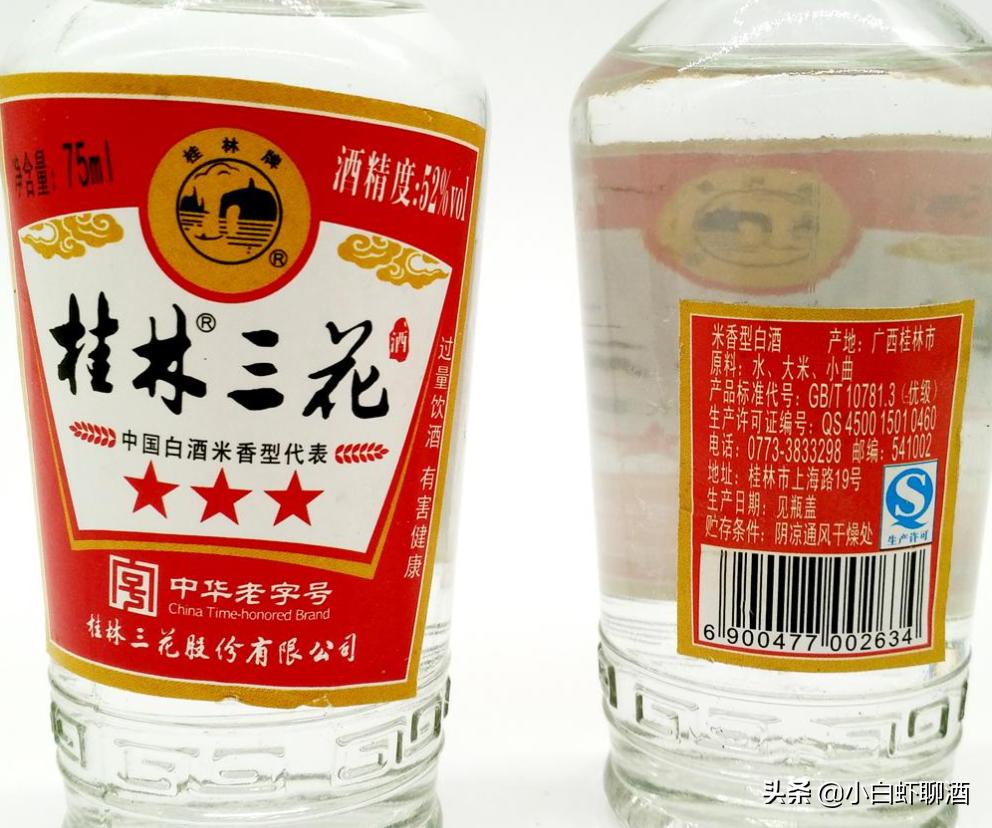 净含量: 75ml
桂林牌
®
酒精度:52%vol
桂林®三花
酒
中国白酒米香型代表
过量饮酒 有害健康
中华老字号
China Time-honored Brand
桂林三花股份有限公司
米香型白酒 产地: 广西桂林市
原料: 水、大米、小曲
产品标准代号: GB/T10781.3 (优级)
生产许可证编号: QS4500 1501 0460
电话: 0773-3833298 邮编: 541002
地址: 桂林市上海路19号
生产日期: 见瓶盖
贮存条件: 阴凉通风干燥处
生产许可
6 900477 002634
头条 @小白虾聊酒